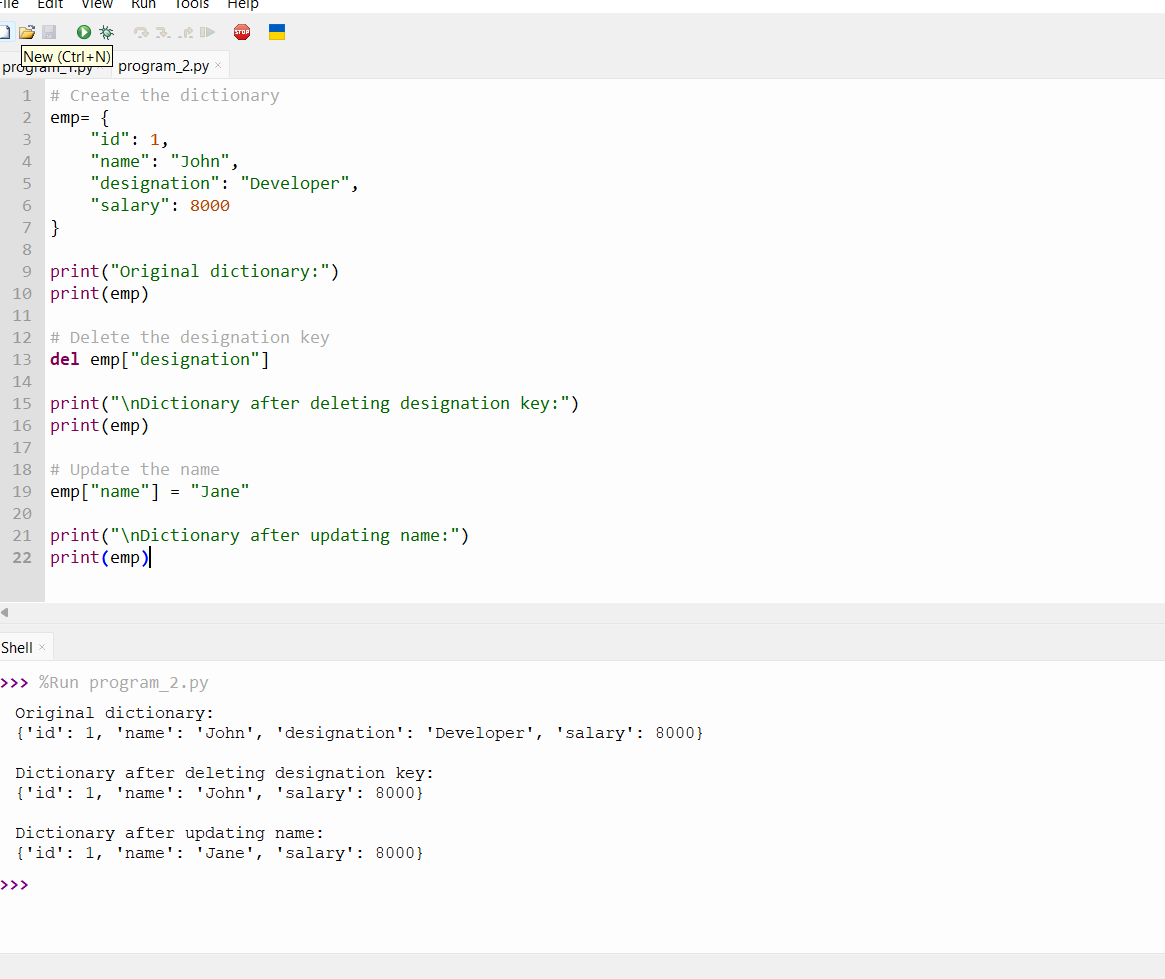 File Edit View Run Tools Help
STOP
New (Ctrl+N)
program_1.py × program_2.py ×
1 # Create the dictionary
2 emp= {
3     "id": 1,
4     "name": "John",
5     "designation": "Developer",
6     "salary": 8000
7 }
8
9 print("Original dictionary:")
10 print(emp)
11
12 # Delete the designation key
13 del emp["designation"]
14
15 print("\nDictionary after deleting designation key:")
16 print(emp)
17
18 # Update the name
19 emp["name"] = "Jane"
20
21 print("\nDictionary after updating name:")
22 print(emp)
Shell ×
>>> %Run program_2.py
Original dictionary:
{'id': 1, 'name': 'John', 'designation': 'Developer', 'salary': 8000}
Dictionary after deleting designation key:
{'id': 1, 'name': 'John', 'salary': 8000}
Dictionary after updating name:
{'id': 1, 'name': 'Jane', 'salary': 8000}
>>>